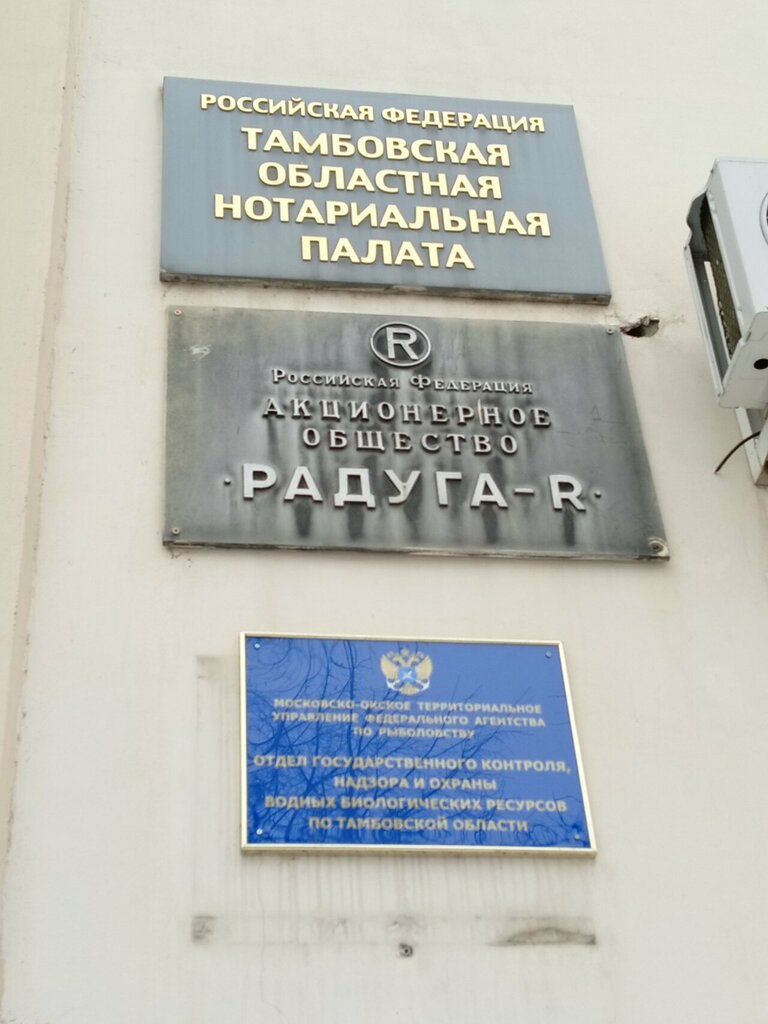 РОССИЙСКАЯ ФЕДЕРАЦИЯ
ТАМБОВСКАЯ
ОБЛАСТНАЯ
НОТАРИАЛЬНАЯ
ПАЛАТА
R
Российская Федерация
АКЦИОНЕРНОЕ
ОБЩЕСТВО
·РАДУГА-R·
МОСКОВСКО-ОКСКОЕ ТЕРРИТОРИАЛЬНОЕ
УПРАВЛЕНИЕ ФЕДЕРАЛЬНОГО АГЕНТСТВА
ПО РЫБОЛОВСТВУ
ОТДЕЛ ГОСУДАРСТВЕННОГО КОНТРОЛЯ,
НАДЗОРА И ОХРАНЫ
ВОДНЫХ БИОЛОГИЧЕСКИХ РЕСУРСОВ
ПО ТАМБОВСКОЙ ОБЛАСТИ